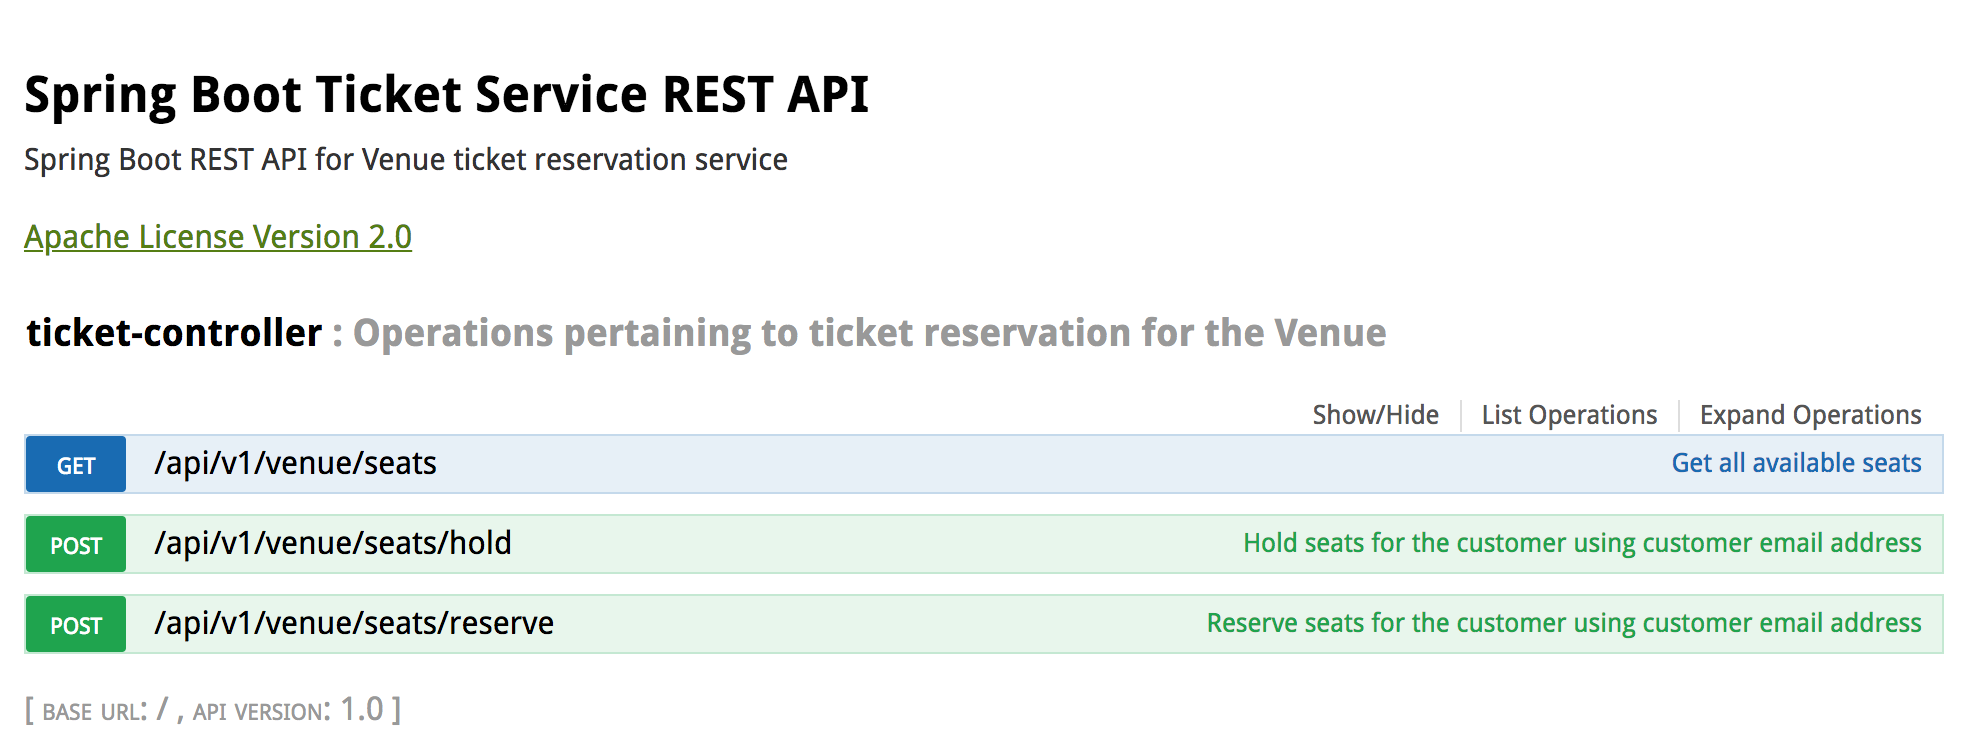 Spring Boot Ticket Service REST API
Spring Boot REST API for Venue ticket reservation service
Apache License Version 2.0
ticket-controller : Operations pertaining to ticket reservation for the Venue
Show/Hide List Operations Expand Operations
GET /api/v1/venue/seats Get all available seats
POST /api/v1/venue/seats/hold Hold seats for the customer using customer email address
POST /api/v1/venue/seats/reserve Reserve seats for the customer using customer email address
[ BASE URL: / , API VERSION: 1.0 ]